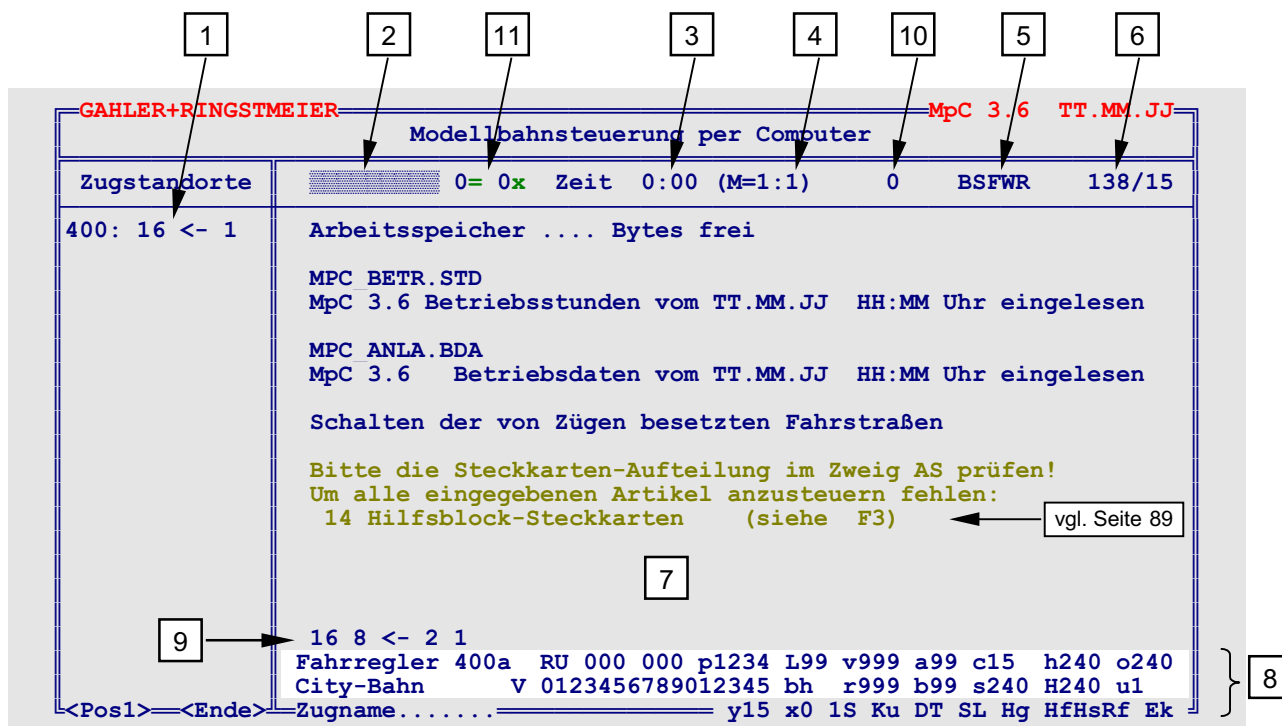 1 2 11 3 4 10 5 6
GAHLER+RINGSTMEIER MpC 3.6 TT.MM.JJ
Modellbahnsteuerung per Computer
Zugstandorte 0= 0x Zeit 0:00 (M=1:1) 0 BSFWR 138/15
400: 16 <- 1 Arbeitsspeicher .... Bytes frei
MPC_BETR.STD
MpC 3.6 Betriebsstunden vom TT.MM.JJ HH:MM Uhr eingelesen
MPC_ANLA.BDA
MpC 3.6 Betriebsdaten vom TT.MM.JJ HH:MM Uhr eingelesen
Schalten der von Zügen besetzten Fahrstraßen
Bitte die Steckkarten-Aufteilung im Zweig AS prüfen!
Um alle eingegebenen Artikel anzusteuern fehlen:
14 Hilfsblock-Steckkarten (siehe F3) vgl. Seite 89
7
9 16 8 <- 2 1
Fahrregler 400a RU 000 000 p1234 L99 v999 a99 c15 h240 o240
City-Bahn V 0123456789012345 bh r999 b99 s240 H240 u1 8
<Pos1> <Ende> Zugname....... y15 x0 1S Ku DT SL Hg HfHsRf Ek